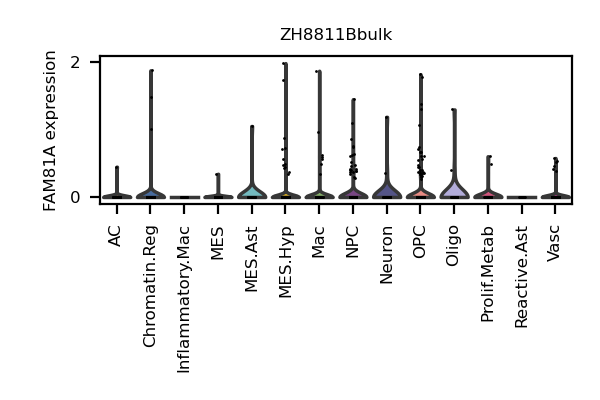 ZH8811Bbulk
FAM81A expression
2
0
AC
Chromatin.Reg
Inflammatory.Mac
MES
MES.Ast
MES.Hyp
Mac
NPC
Neuron
OPC
Oligo
Prolif.Metab
Reactive.Ast
Vasc